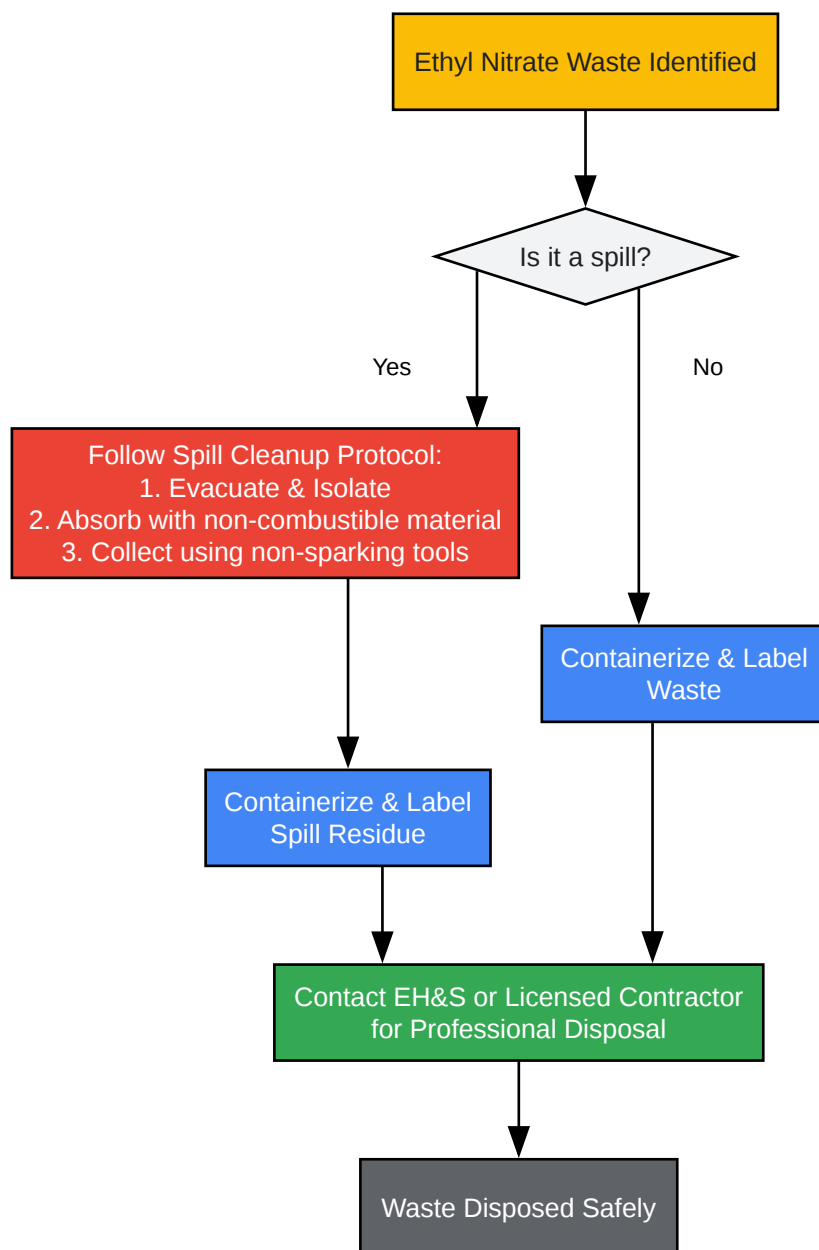 Ethyl Nitrate Waste Identified
Is it a spill?
Yes
No
Follow Spill Cleanup Protocol:
1. Evacuate & Isolate
2. Absorb with non-combustible material
3. Collect using non-sparking tools
Containerize & Label
Waste
Containerize & Label
Spill Residue
Contact EH&S or Licensed Contractor
for Professional Disposal
Waste Disposed Safely